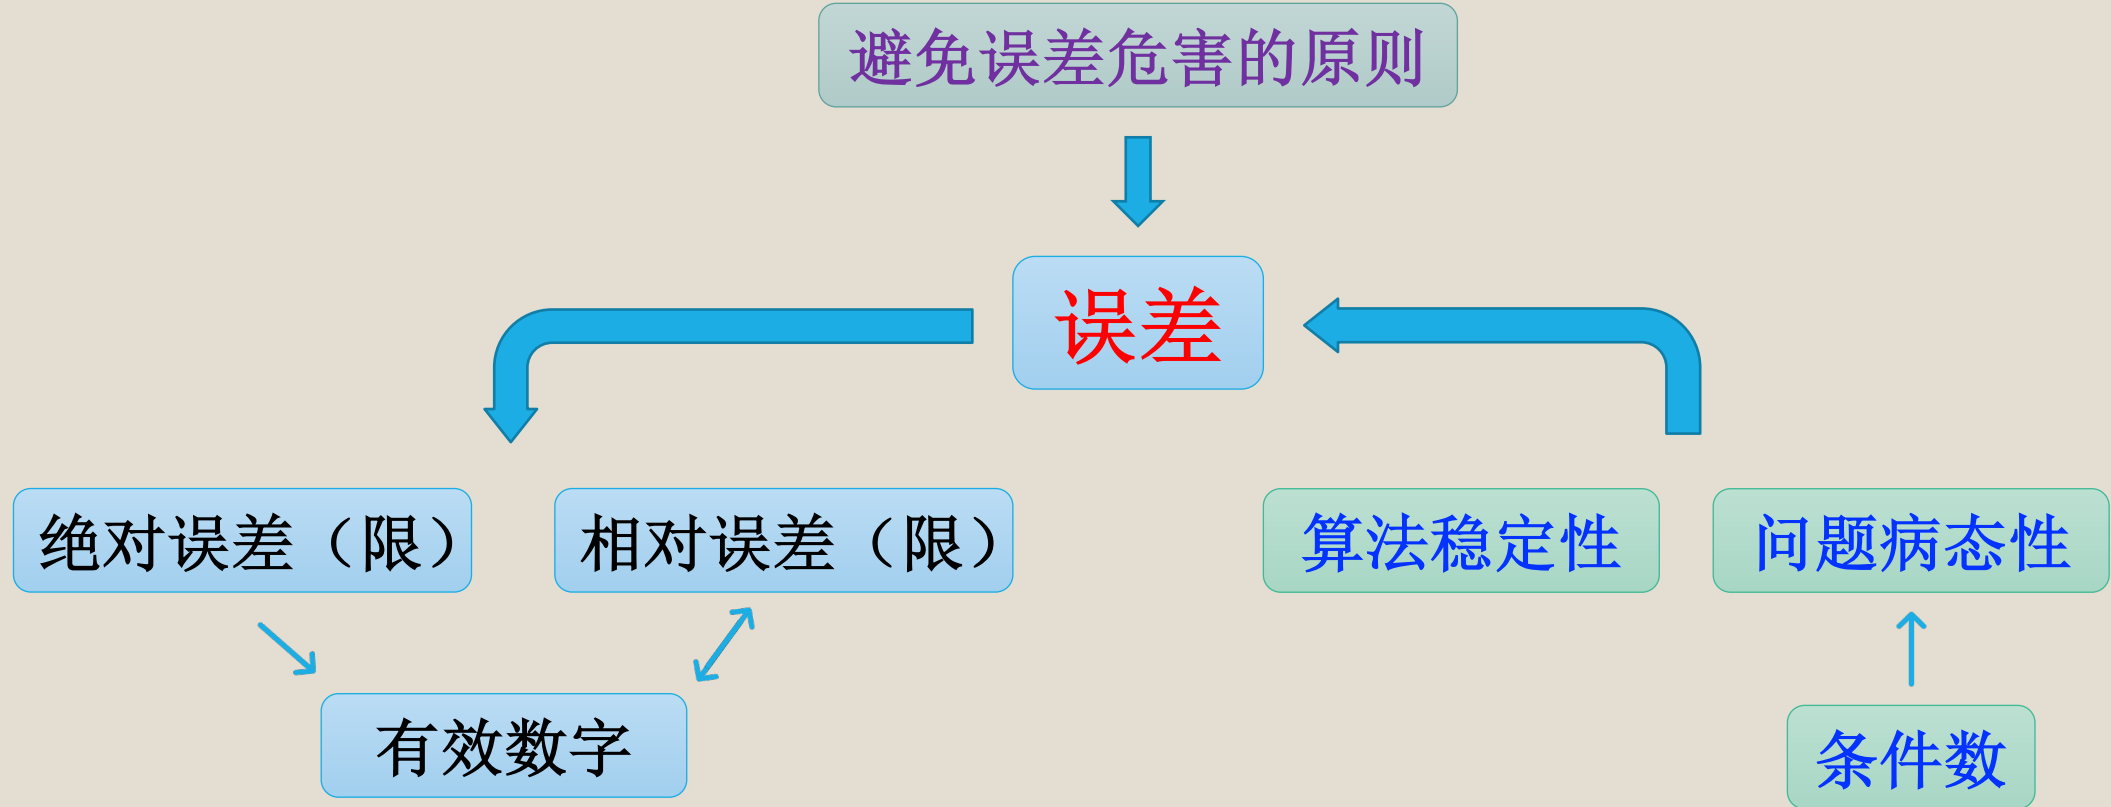 避免误差危害的原则
误差
绝对误差（限）
相对误差（限）
算法稳定性
问题病态性
有效数字
条件数